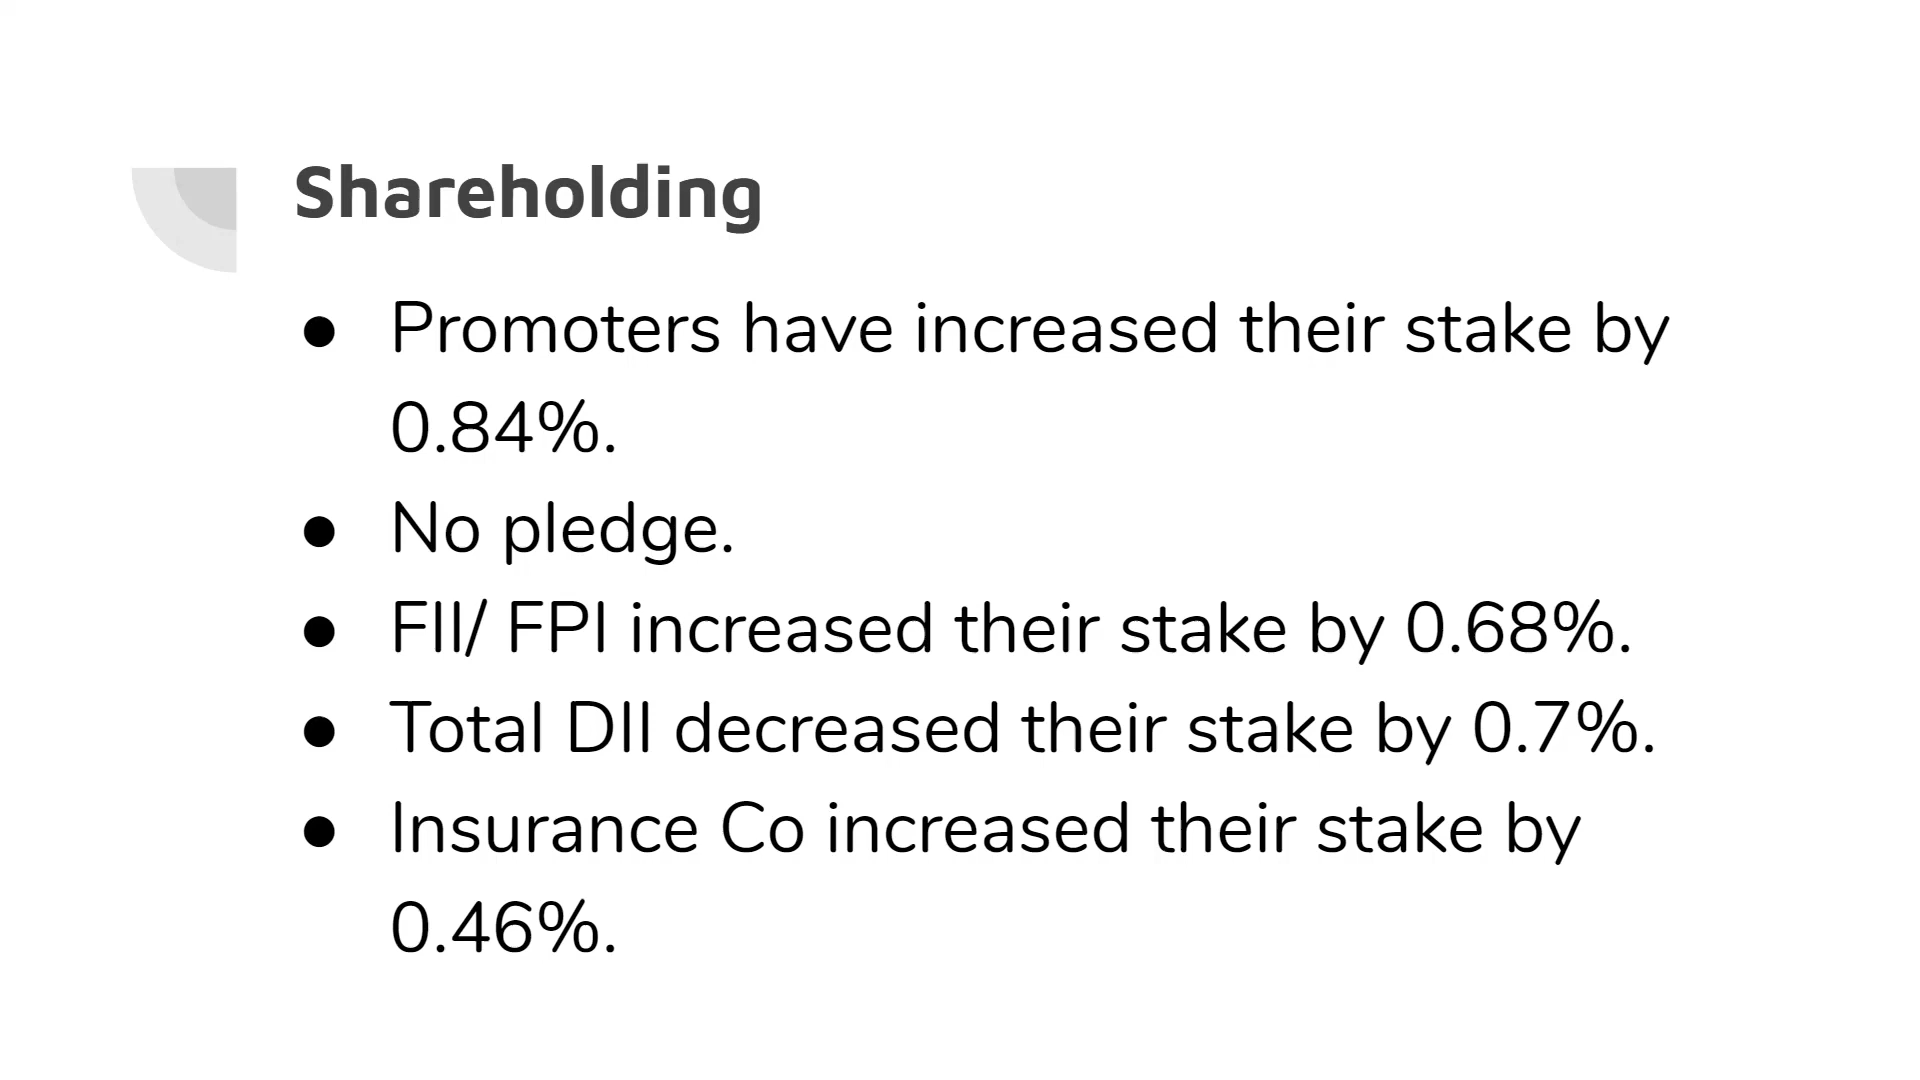 Shareholding
● Promoters have increased their stake by
0.84%.
● No pledge.
● FII/ FPI increased their stake by 0.68%.
● Total DII decreased their stake by 0.7%.
● Insurance Co increased their stake by
0.46%.